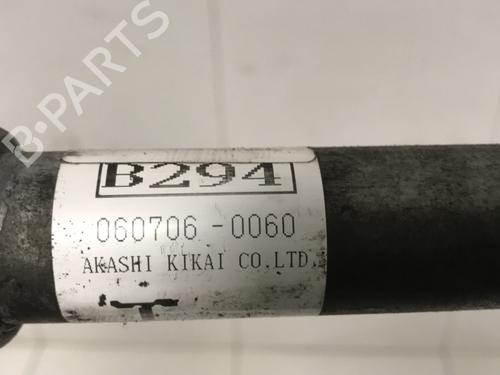 B-PARTS
B294
060706-0060
AKASHI KIKAI CO.LTD